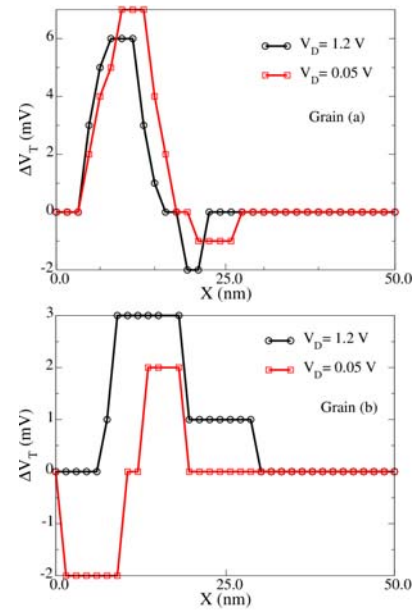 6
4
2
0
-2
ΔV_T (mV)
V_D= 1.2 V
V_D= 0.05 V
Grain (a)
0.0
25.0
50.0
X (nm)
3
2
1
0
-1
-2
ΔV_T (mV)
V_D= 1.2 V
V_D= 0.05 V
Grain (b)
0.0
25.0
50.0
X (nm)